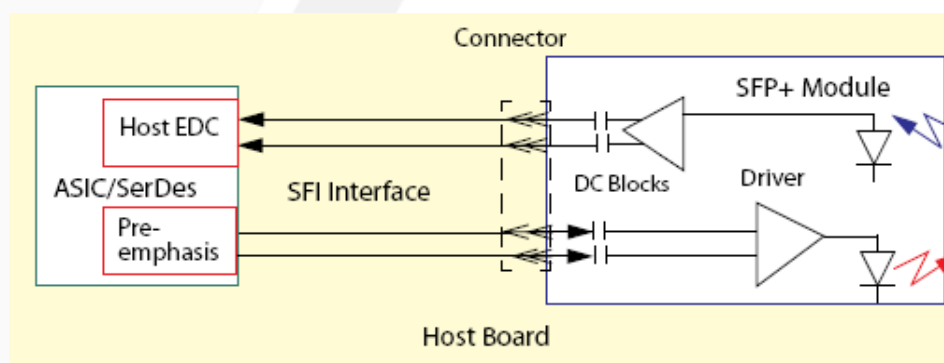 Connector
SFP+ Module
Host EDC
DC Blocks
Driver
ASIC/SerDes
SFI Interface
Pre-
emphasis
Host Board